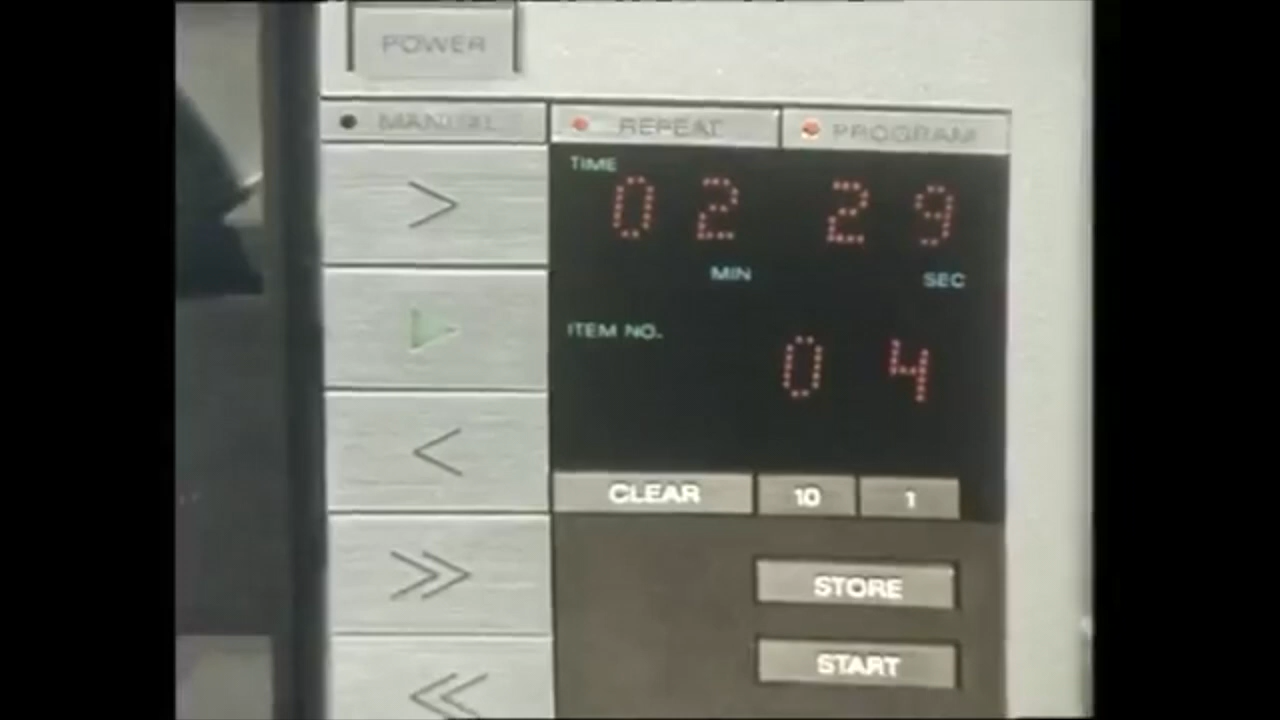 POWER
MANUAL REPEAT PROGRAM
TIME
02 29
MIN SEC
ITEM NO.
04
CLEAR 10 1
STORE
START